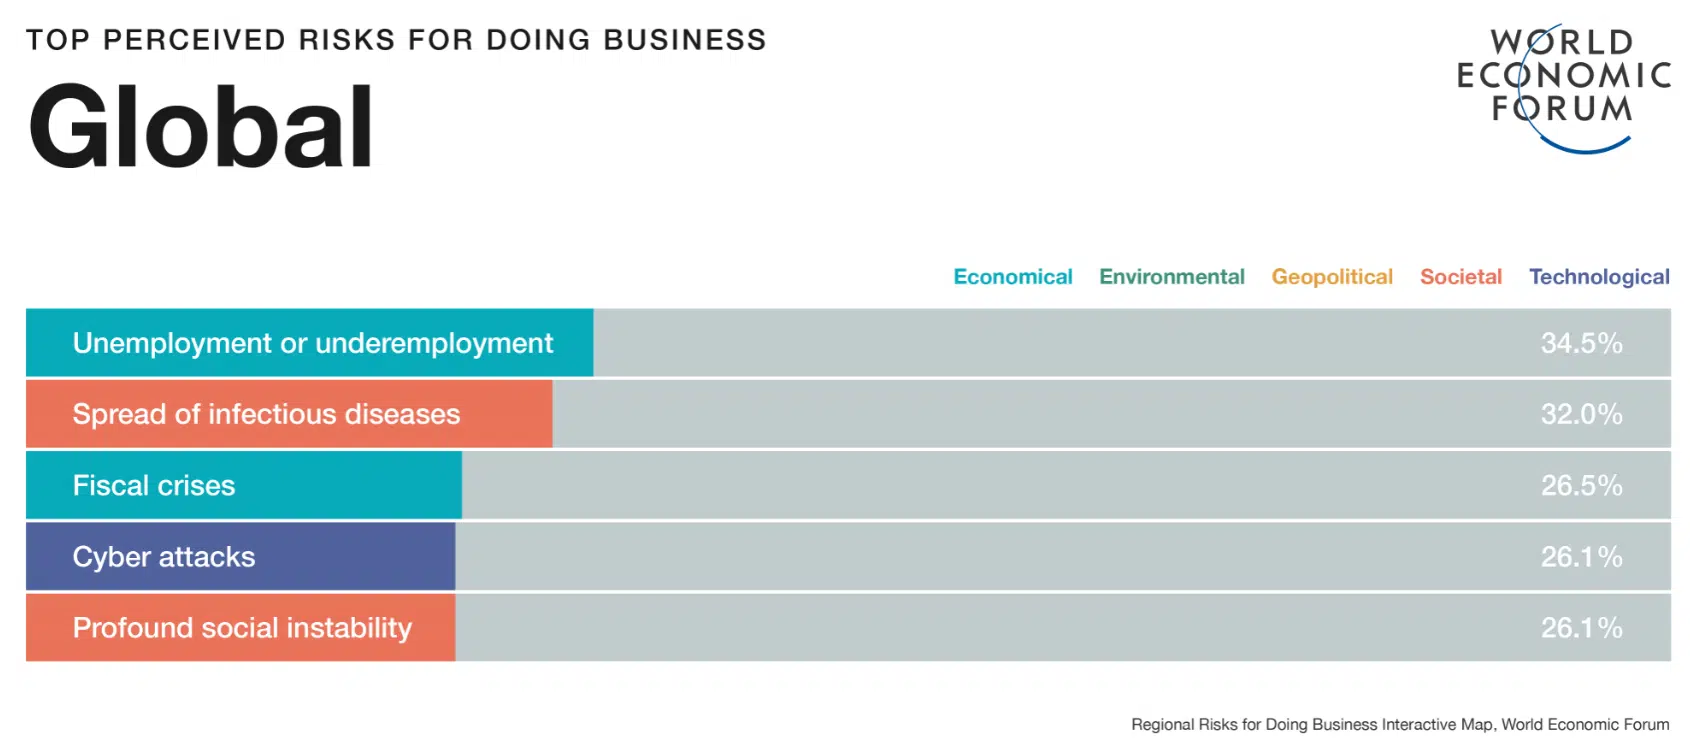 TOP PERCEIVED RISKS FOR DOING BUSINESS
Global
WORLD
ECONOMIC
FORUM
Economical Environmental Geopolitical Societal Technological
Unemployment or underemployment 34.5%
Spread of infectious diseases 32.0%
Fiscal crises 26.5%
Cyber attacks 26.1%
Profound social instability 26.1%
Regional Risks for Doing Business Interactive Map, World Economic Forum